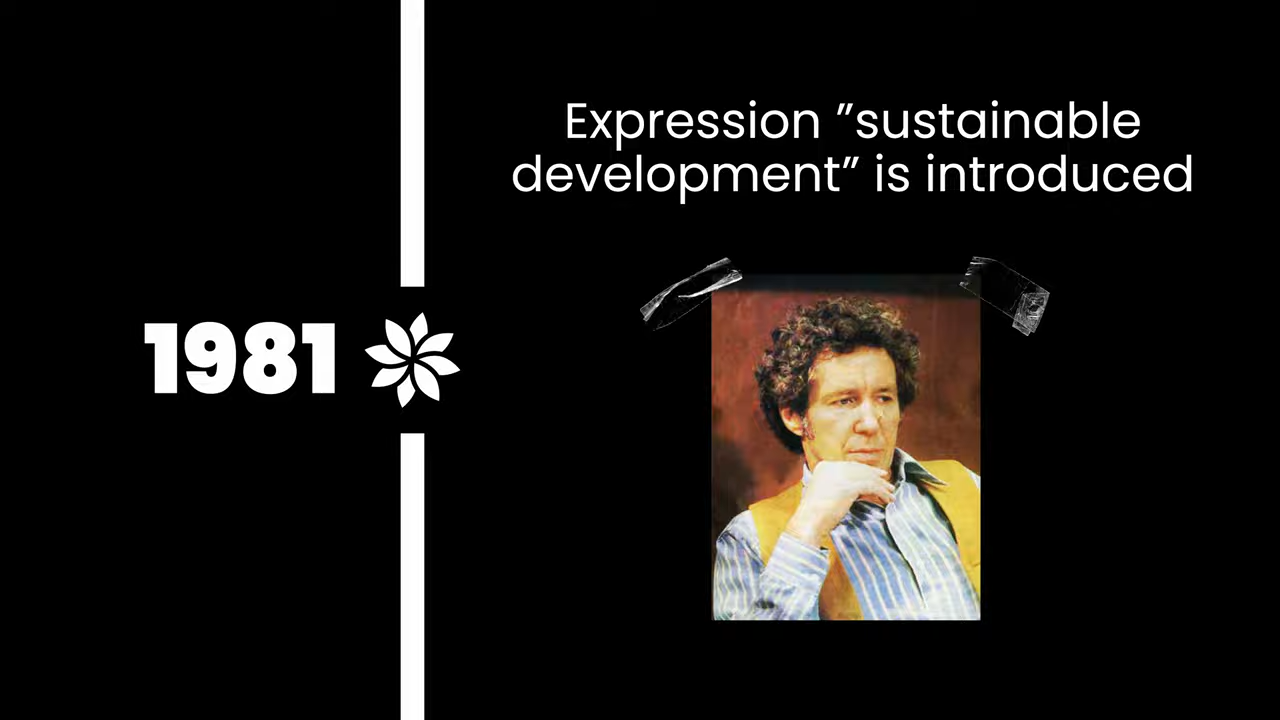 Expression ”sustainable
development” is introduced
1981